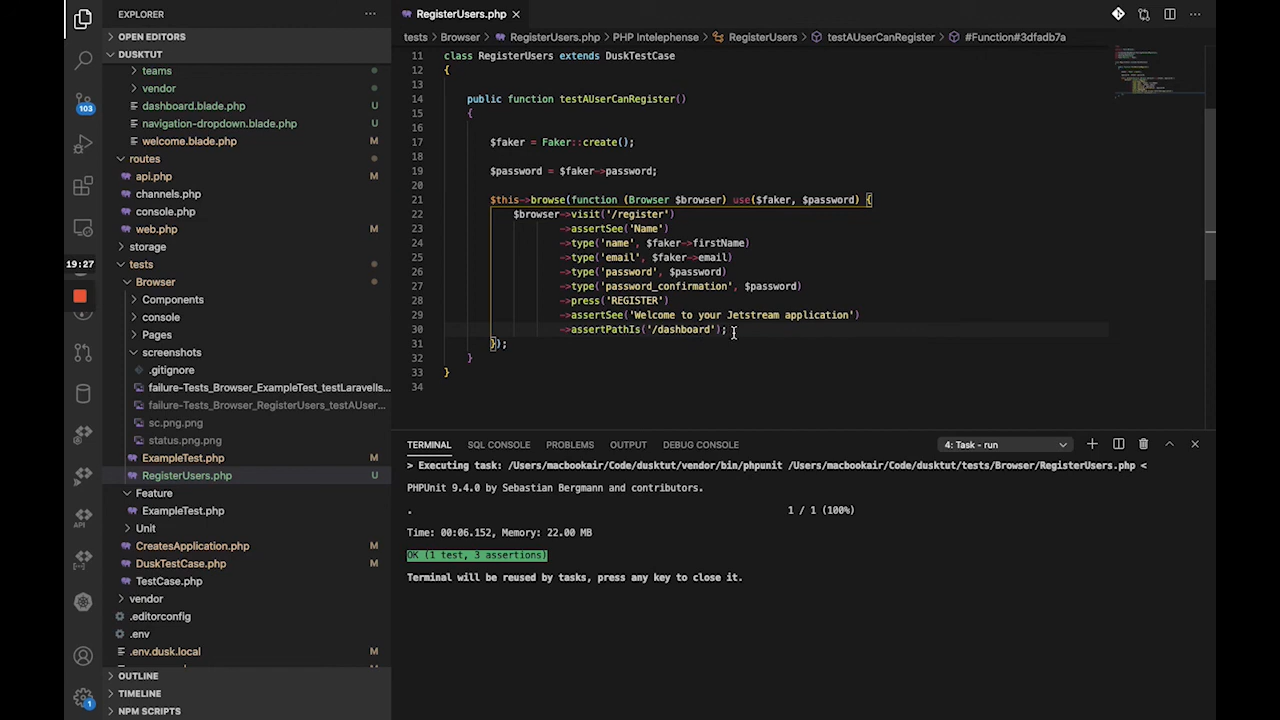 EXPLORER
OPEN EDITORS
DUSKTUT
teams
vendor
dashboard.blade.php U
navigation-dropdown.blade.php U
welcome.blade.php M
routes
api.php M
channels.php
console.php
web.php M
storage
tests
Browser
Components
console
Pages
screenshots
.gitignore
failure-Tests_Browser_ExampleTest_testLaravelIs...
failure-Tests_Browser_RegisterUsers_testAUser...
sc.png.png
status.png.png
ExampleTest.php M
RegisterUsers.php U
Feature
ExampleTest.php
Unit
CreatesApplication.php M
DuskTestCase.php M
TestCase.php
vendor
.editorconfig
.env
.env.dusk.local
OUTLINE
TIMELINE
NPM SCRIPTS
103
19:27
API
1
RegisterUsers.php
tests > Browser > RegisterUsers.php > PHP Intelephense > RegisterUsers > testAUserCanRegister > #Function#3dfadb7a
11 class RegisterUsers extends DuskTestCase
12 {
13
14 public function testAUserCanRegister()
15 {
16
17 $faker = Faker::create();
18
19 $password = $faker->password;
20
21 $this->browse(function (Browser $browser) use($faker, $password) {
22 $browser->visit('/register')
23 ->assertSee('Name')
24 ->type('name', $faker->firstName)
25 ->type('email', $faker->email)
26 ->type('password', $password)
27 ->type('password_confirmation', $password)
28 ->press('REGISTER')
29 ->assertSee('Welcome to your Jetstream application')
30 ->assertPathIs('/dashboard');
31 });
32 }
33 }
34
TERMINAL SQL CONSOLE PROBLEMS OUTPUT DEBUG CONSOLE 4: Task - run
> Executing task: /Users/macbookair/Code/dusktut/vendor/bin/phpunit /Users/macbookair/Code/dusktut/tests/Browser/RegisterUsers.php <
PHPUnit 9.4.0 by Sebastian Bergmann and contributors.
. 1 / 1 (100%)
Time: 00:06.152, Memory: 22.00 MB
OK (1 test, 3 assertions)
Terminal will be reused by tasks, press any key to close it.